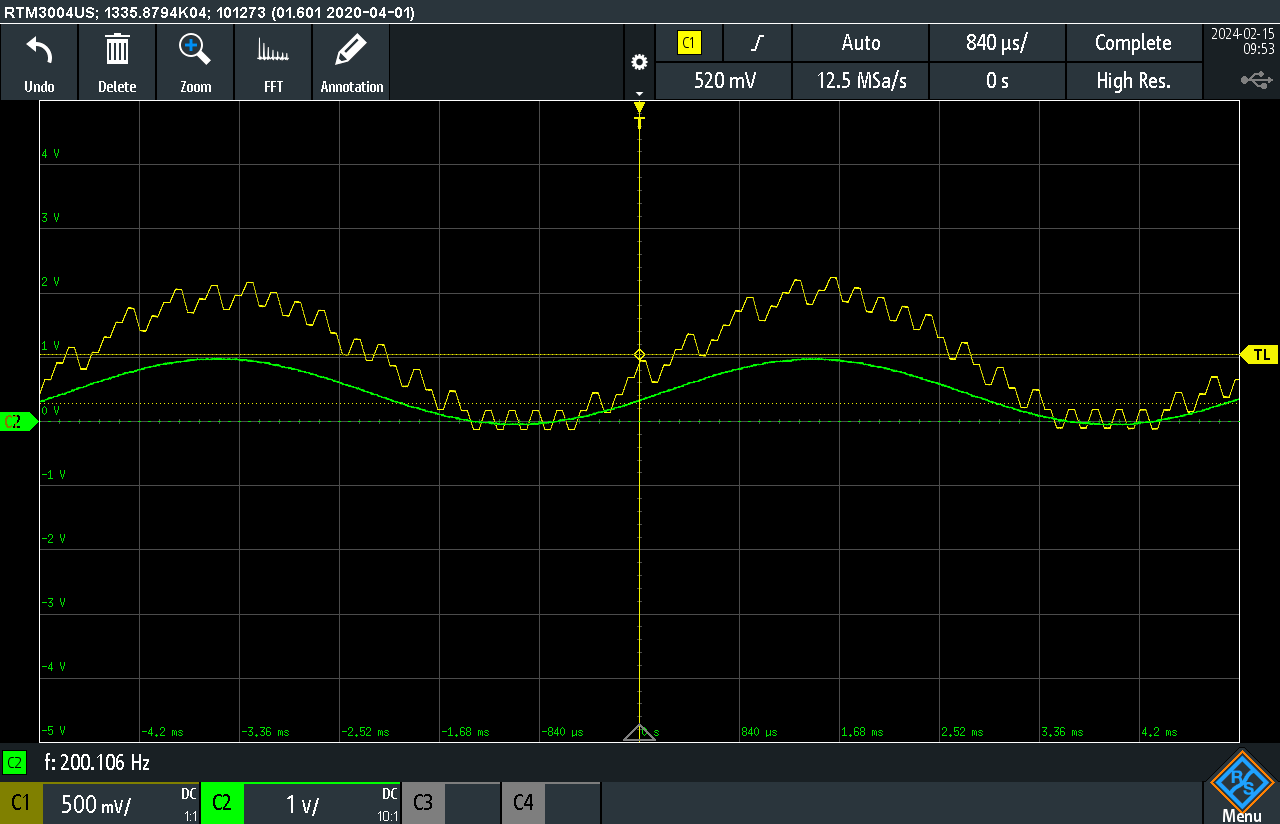 RTM3004US; 1335.8794K04; 101273 (01.601 2020-04-01)
Undo
Delete
Zoom
FFT
Annotation
C1
Auto
840 µs/
Complete
520 mV
12.5 MSa/s
0 s
High Res.
2024-02-15
09:53
T
4 V
3 V
2 V
1 V
0 V
-1 V
-2 V
-3 V
-4 V
-5 V
TL
C2
-4.2 ms
-3.36 ms
-2.52 ms
-1.68 ms
-840 µs
0 s
840 µs
1.68 ms
2.52 ms
3.36 ms
4.2 ms
C2 f: 200.106 Hz
C1 500 mV/ DC 1:1
C2 1 V/ DC 10:1
C3
C4
R S
Menu